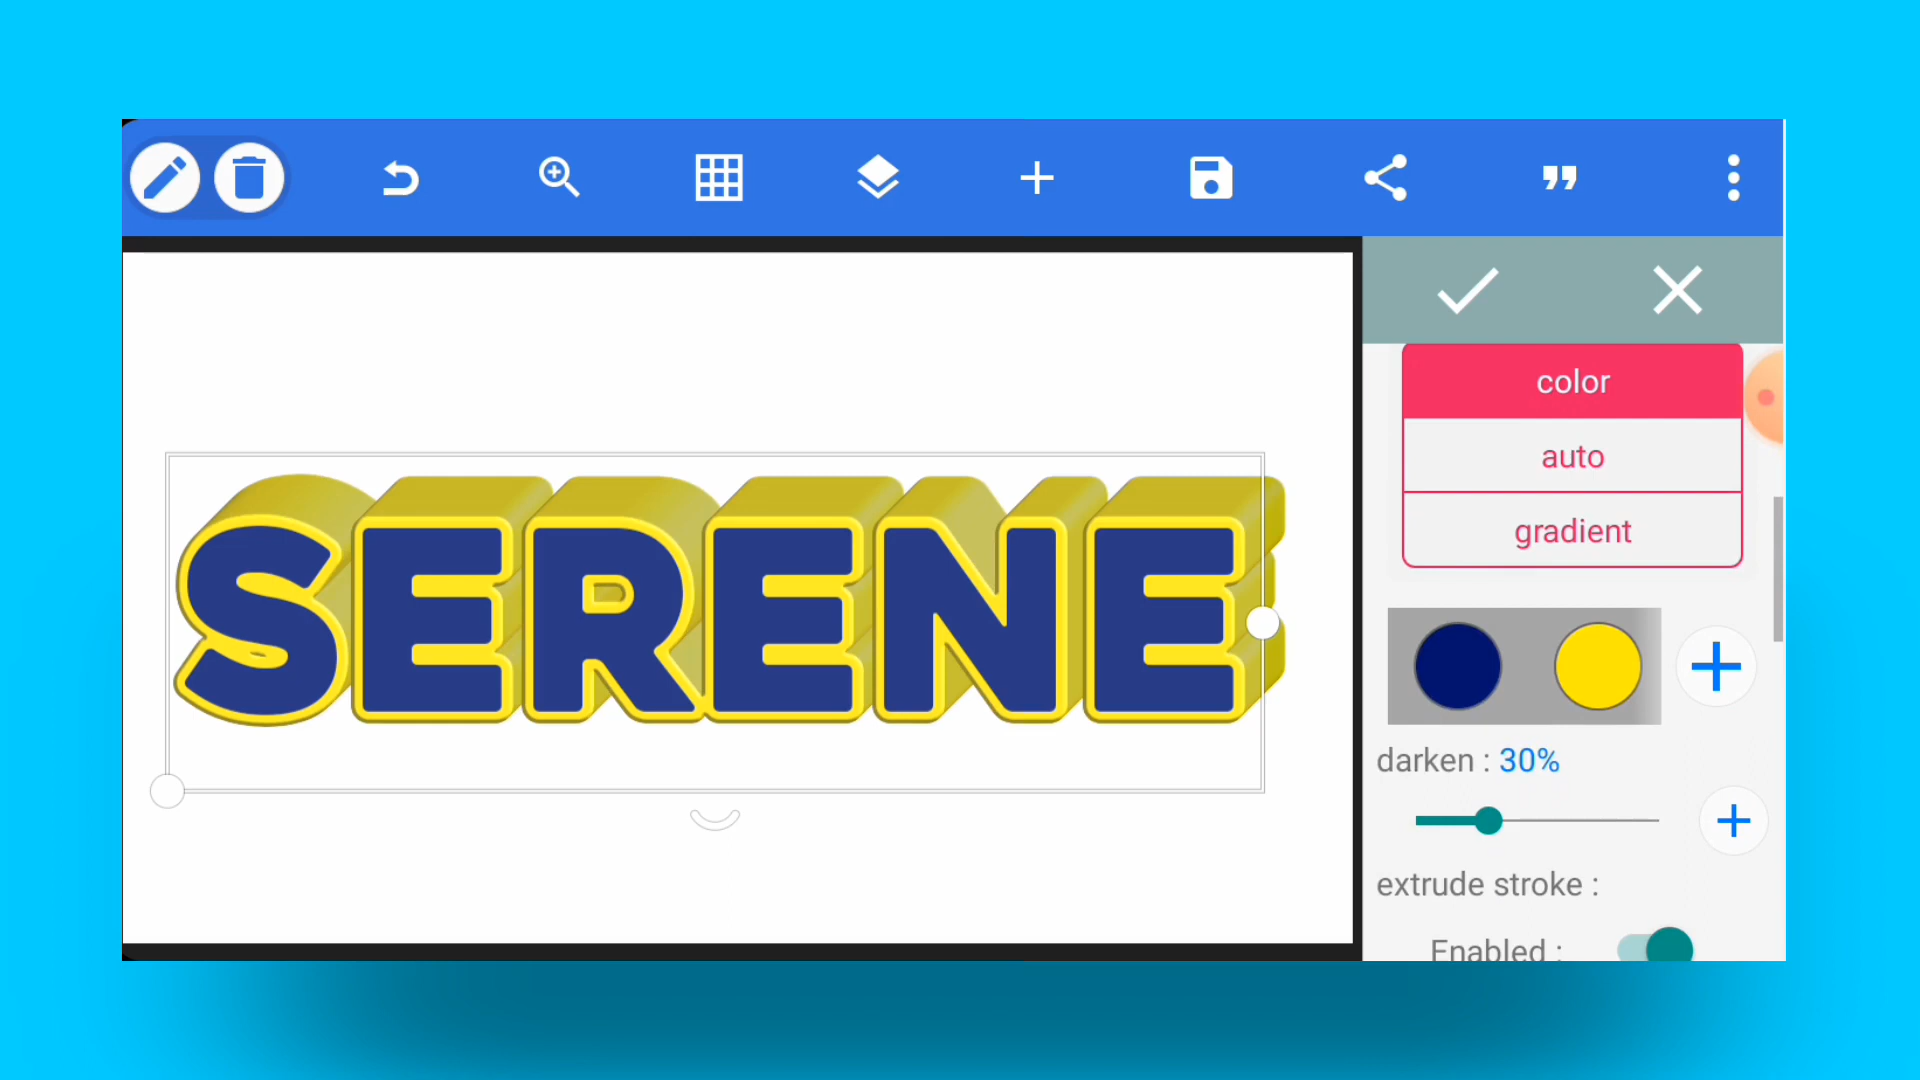 SERENE
color
auto
gradient
darken : 30%
extrude stroke :
Enabled :